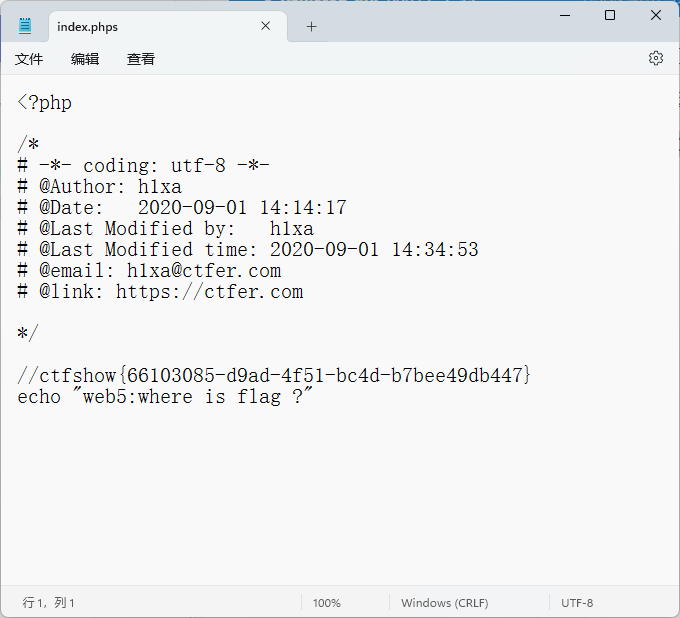 index.phps
文件 编辑 查看
<?php
/*
# -*- coding: utf-8 -*-
# @Author: h1xa
# @Date:   2020-09-01 14:14:17
# @Last Modified by:   h1xa
# @Last Modified time: 2020-09-01 14:34:53
# @email: h1xa@ctfer.com
# @link: https://ctfer.com
*/
//ctfshow{66103085-d9ad-4f51-bc4d-b7bee49db447}
echo "web5:where is flag ?"
行 1，列 1 100% Windows (CRLF) UTF-8